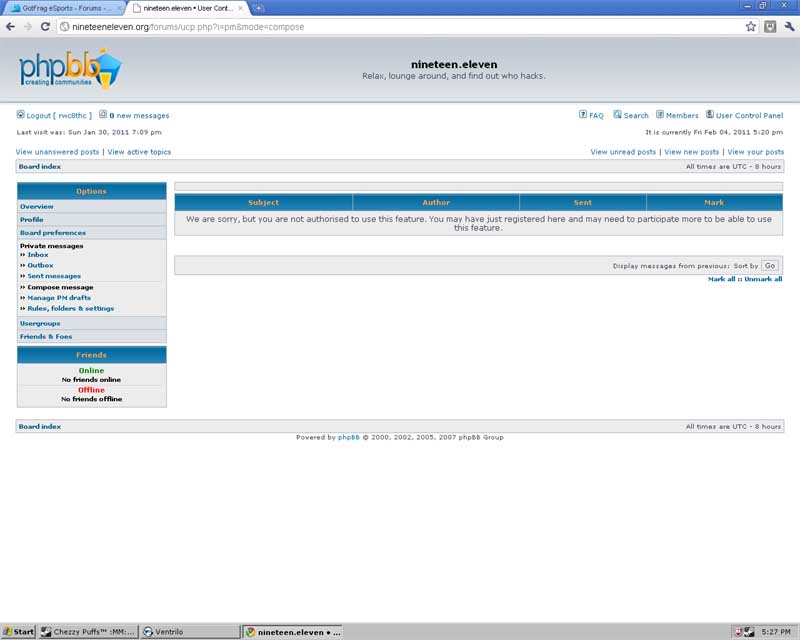 GotFrag eSports - Forums - ...
nineteen.eleven • User Cont...
nineteeneleven.org/forums/ucp.php?i=pm&mode=compose
phpBB
creating communities
nineteen.eleven
Relax, lounge around, and find out who hacks.
Logout [ rwc8thc ] 0 new messages
FAQ Search Members User Control Panel
Last visit was: Sun Jan 30, 2011 7:09 pm
It is currently Fri Feb 04, 2011 5:20 pm
View unanswered posts | View active topics
View unread posts | View new posts | View your posts
Board index
All times are UTC - 8 hours
Options
Overview
Profile
Board preferences
Private messages
» Inbox
» Outbox
» Sent messages
» Compose message
» Manage PM drafts
» Rules, folders & settings
Usergroups
Friends & Foes
Friends
Online
No friends online
Offline
No friends offline
Subject Author Sent Mark
We are sorry, but you are not authorised to use this feature. You may have just registered here and may need to participate more to be able to use
this feature.
Display messages from previous: Sort by Go
Mark all :: Unmark all
Board index
All times are UTC - 8 hours
Powered by phpBB © 2000, 2002, 2005, 2007 phpBB Group
Start
Chezzy Puffs™ :MM:...
Ventrilo
nineteen.eleven • ...
5:27 PM